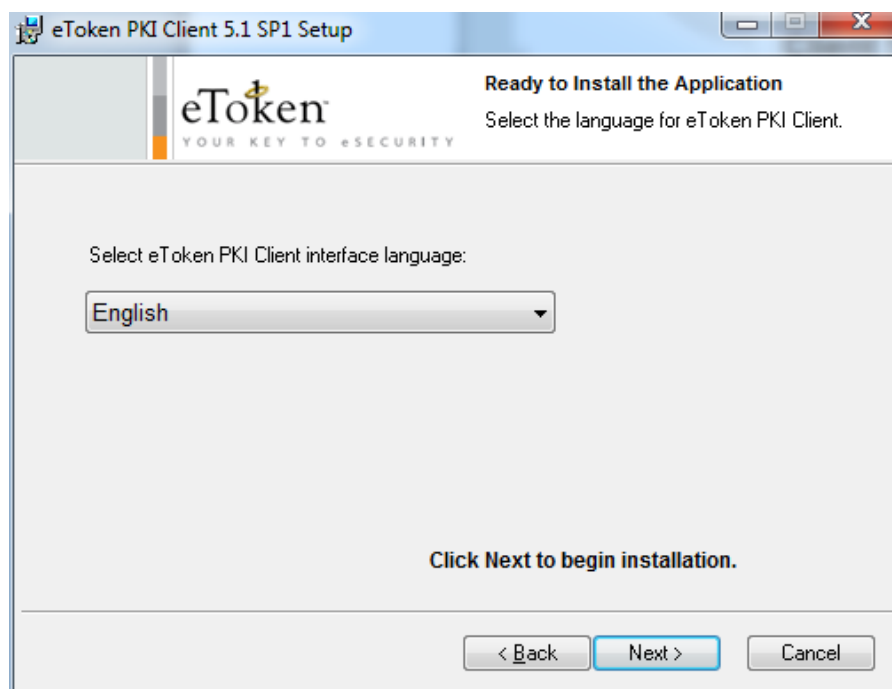 eToken PKI Client 5.1 SP1 Setup
eToken
YOUR KEY TO eSECURITY
Ready to Install the Application
Select the language for eToken PKI Client.
Select eToken PKI Client interface language:
English
Click Next to begin installation.
< Back
Next >
Cancel